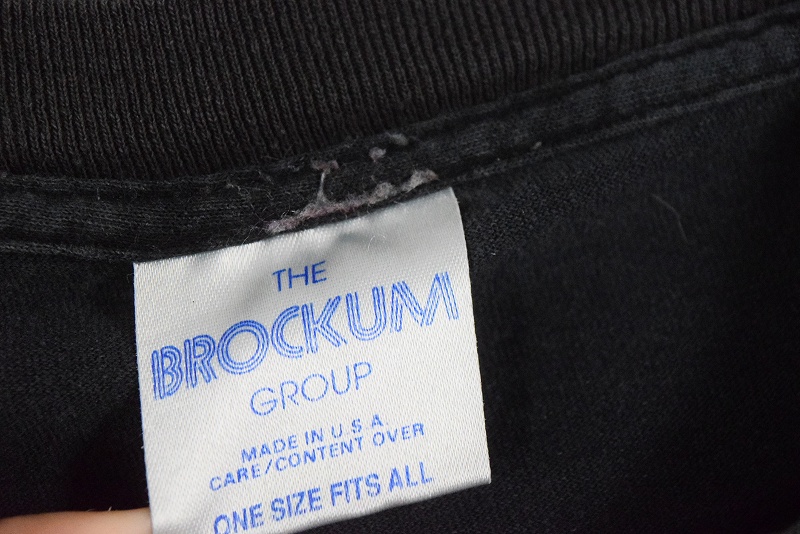 THE
BROCKUM
GROUP
MADE IN U.S.A.
CARE/CONTENT OVER
ONE SIZE FITS ALL